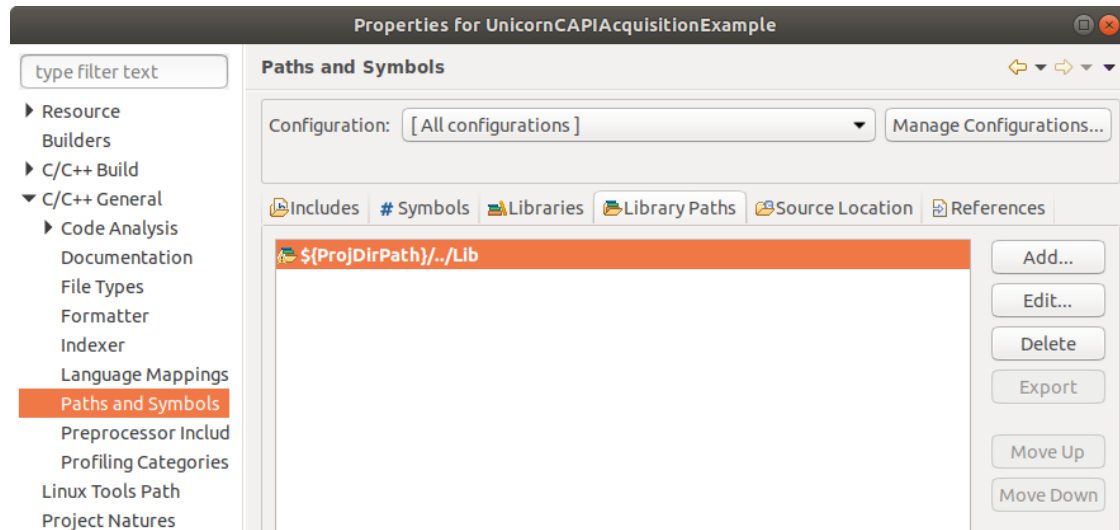 Properties for UnicornCAPIAcquisitionExample
type filter text
Resource
Builders
C/C++ Build
C/C++ General
Code Analysis
Documentation
File Types
Formatter
Indexer
Language Mappings
Paths and Symbols
Preprocessor Includ
Profiling Categories
Linux Tools Path
Project Natures
Paths and Symbols
Configuration: [ All configurations ] Manage Configurations...
Includes # Symbols Libraries Library Paths Source Location References
${ProjDirPath}/../Lib
Add...
Edit...
Delete
Export
Move Up
Move Down